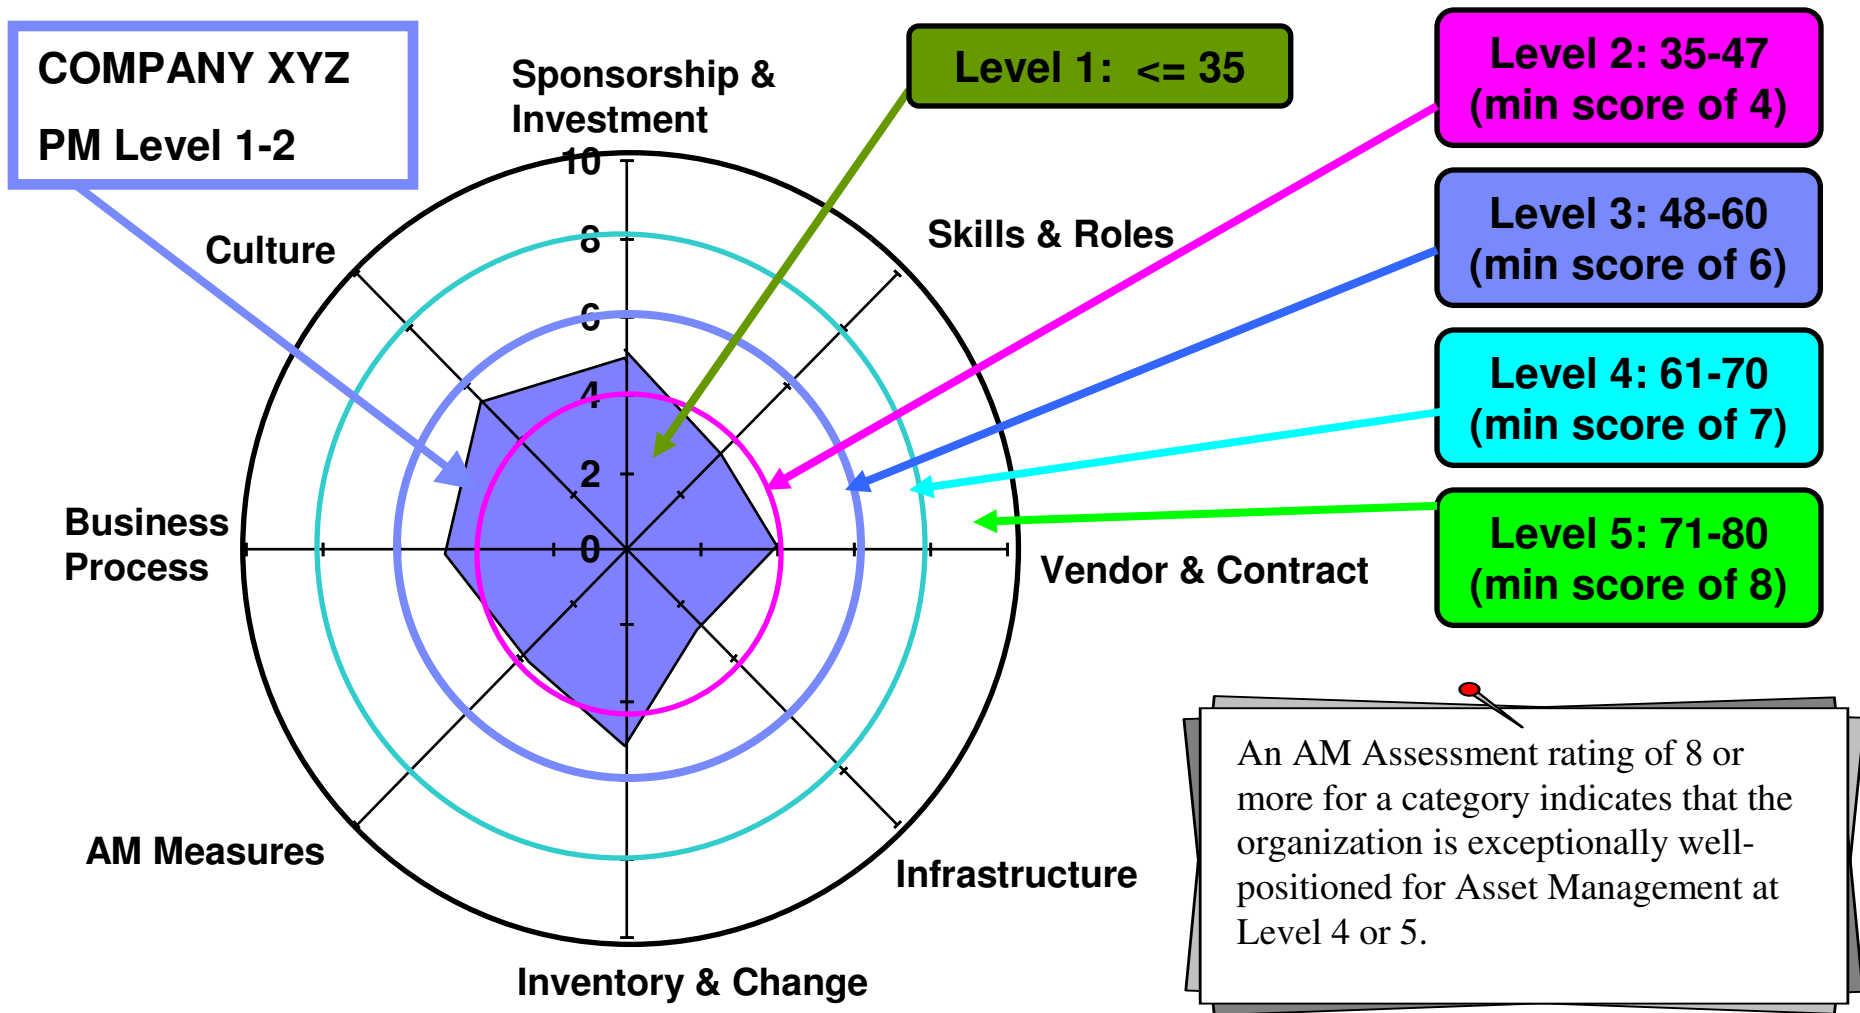 COMPANY XYZ
PM Level 1-2
Sponsorship &
Investment
Level 1:  <= 35
Level 2: 35-47
(min score of 4)
Level 3: 48-60
(min score of 6)
Level 4: 61-70
(min score of 7)
Level 5: 71-80
(min score of 8)
10
8
6
4
2
0
Culture
Skills & Roles
Business
Process
Vendor & Contract
AM Measures
Infrastructure
Inventory & Change
An AM Assessment rating of 8 or
more for a category indicates that the
organization is exceptionally well-
positioned for Asset Management at
Level 4 or 5.